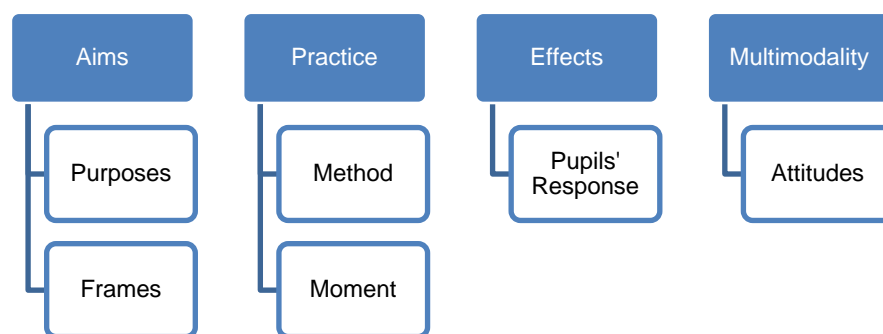 Aims
Practice
Effects
Multimodality
Purposes
Method
Pupils'
Response
Attitudes
Frames
Moment